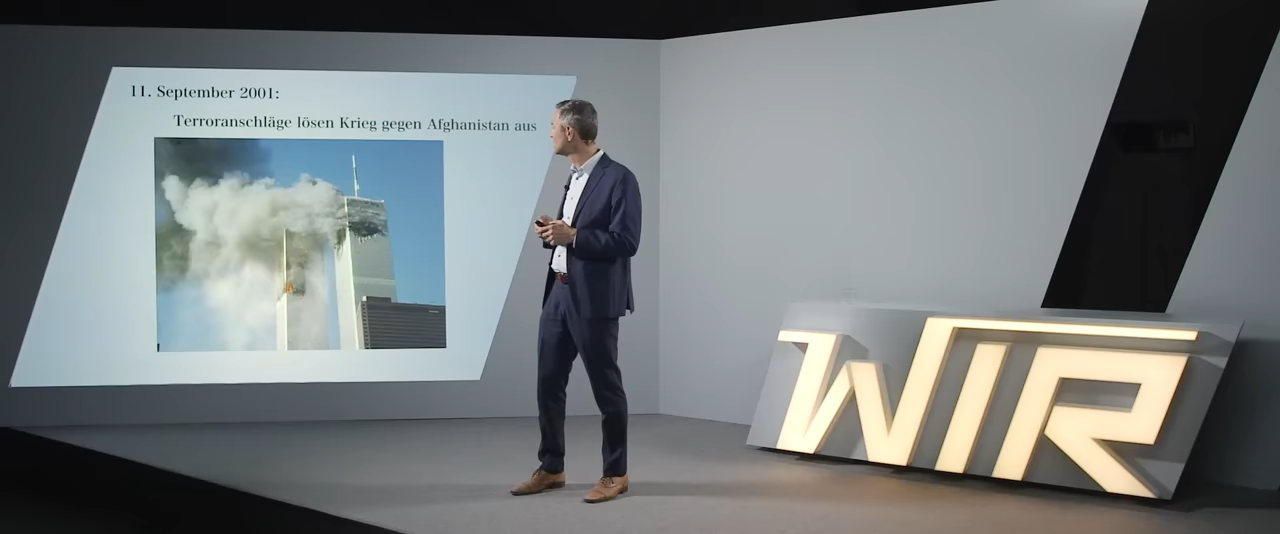 11. September 2001:
Terroranschläge lösen Krieg gegen Afghanistan aus
WIR